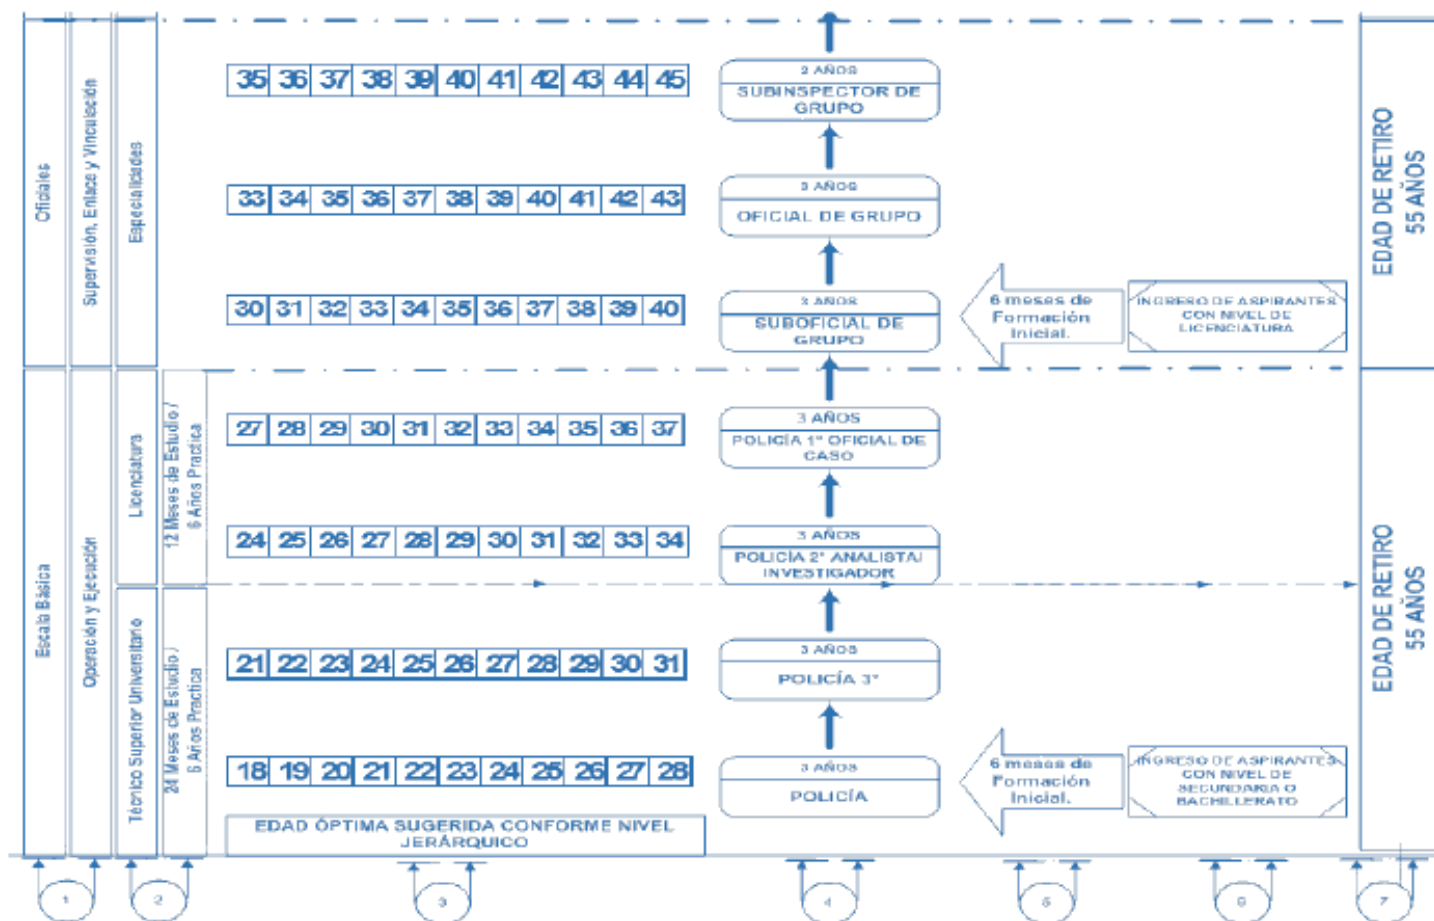 35 36 37 38 39 40 41 42 43 44 45
2 AÑOS
SUBINSPECTOR DE
GRUPO
33 34 35 36 37 38 39 40 41 42 43
3 AÑOS
OFICIAL DE GRUPO
30 31 32 33 34 35 36 37 38 39 40
3 AÑOS
SUBOFICIAL DE
GRUPO
6 meses de
Formación
Inicial.
INGRESO DE ASPIRANTES
CON NIVEL DE
LICENCIATURA
Oficiales
Supervisión, Enlace y Vinculación
Especialidades
EDAD DE RETIRO
55 AÑOS
27 28 29 30 31 32 33 34 35 36 37
3 AÑOS
POLICÍA 1º OFICIAL DE
CASO
24 25 26 27 28 29 30 31 32 33 34
3 AÑOS
POLICÍA 2º ANALISTA/
INVESTIGADOR
21 22 23 24 25 26 27 28 29 30 31
3 AÑOS
POLICÍA 3º
18 19 20 21 22 23 24 25 26 27 28
3 AÑOS
POLICÍA
6 meses de
Formación
Inicial.
INGRESO DE ASPIRANTES
CON NIVEL DE
SECUNDARIA O
BACHILLERATO
Escala Básica
Operación y Ejecución
Licenciatura
12 Meses de Estudio /
6 Años Practica
Técnico Superior Universitario
24 Meses de Estudio /
6 Años Practica
EDAD DE RETIRO
55 AÑOS
EDAD ÓPTIMA SUGERIDA CONFORME NIVEL
JERÁRQUICO
1 2 3 4 5 6 7